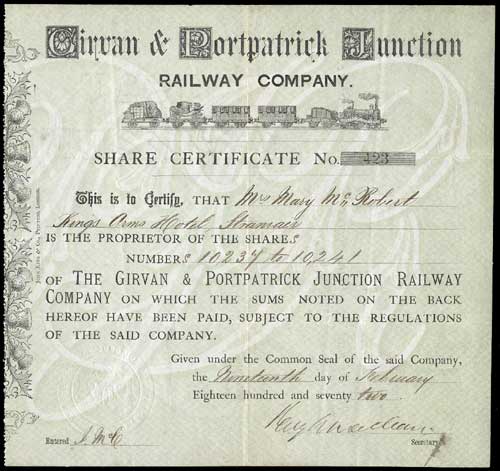 Girvan & Portpatrick Junction
RAILWAY COMPANY.
SHARE CERTIFICATE No. 423
This is to Certify, THAT Mrs Mary Mc Robert
Kings Arms Hotel, Stranraer
IS THE PROPRIETOR OF THE SHARES
NUMBERS 10237 to 10241
OF THE GIRVAN & PORTPATRICK JUNCTION RAILWAY
COMPANY ON WHICH THE SUMS NOTED ON THE BACK
HEREOF HAVE BEEN PAID, SUBJECT TO THE REGULATIONS
OF THE SAID COMPANY.
Given under the Common Seal of the said Company,
the Nineteenth day of February
Eighteen hundred and seventy two.
Entered
Secretary